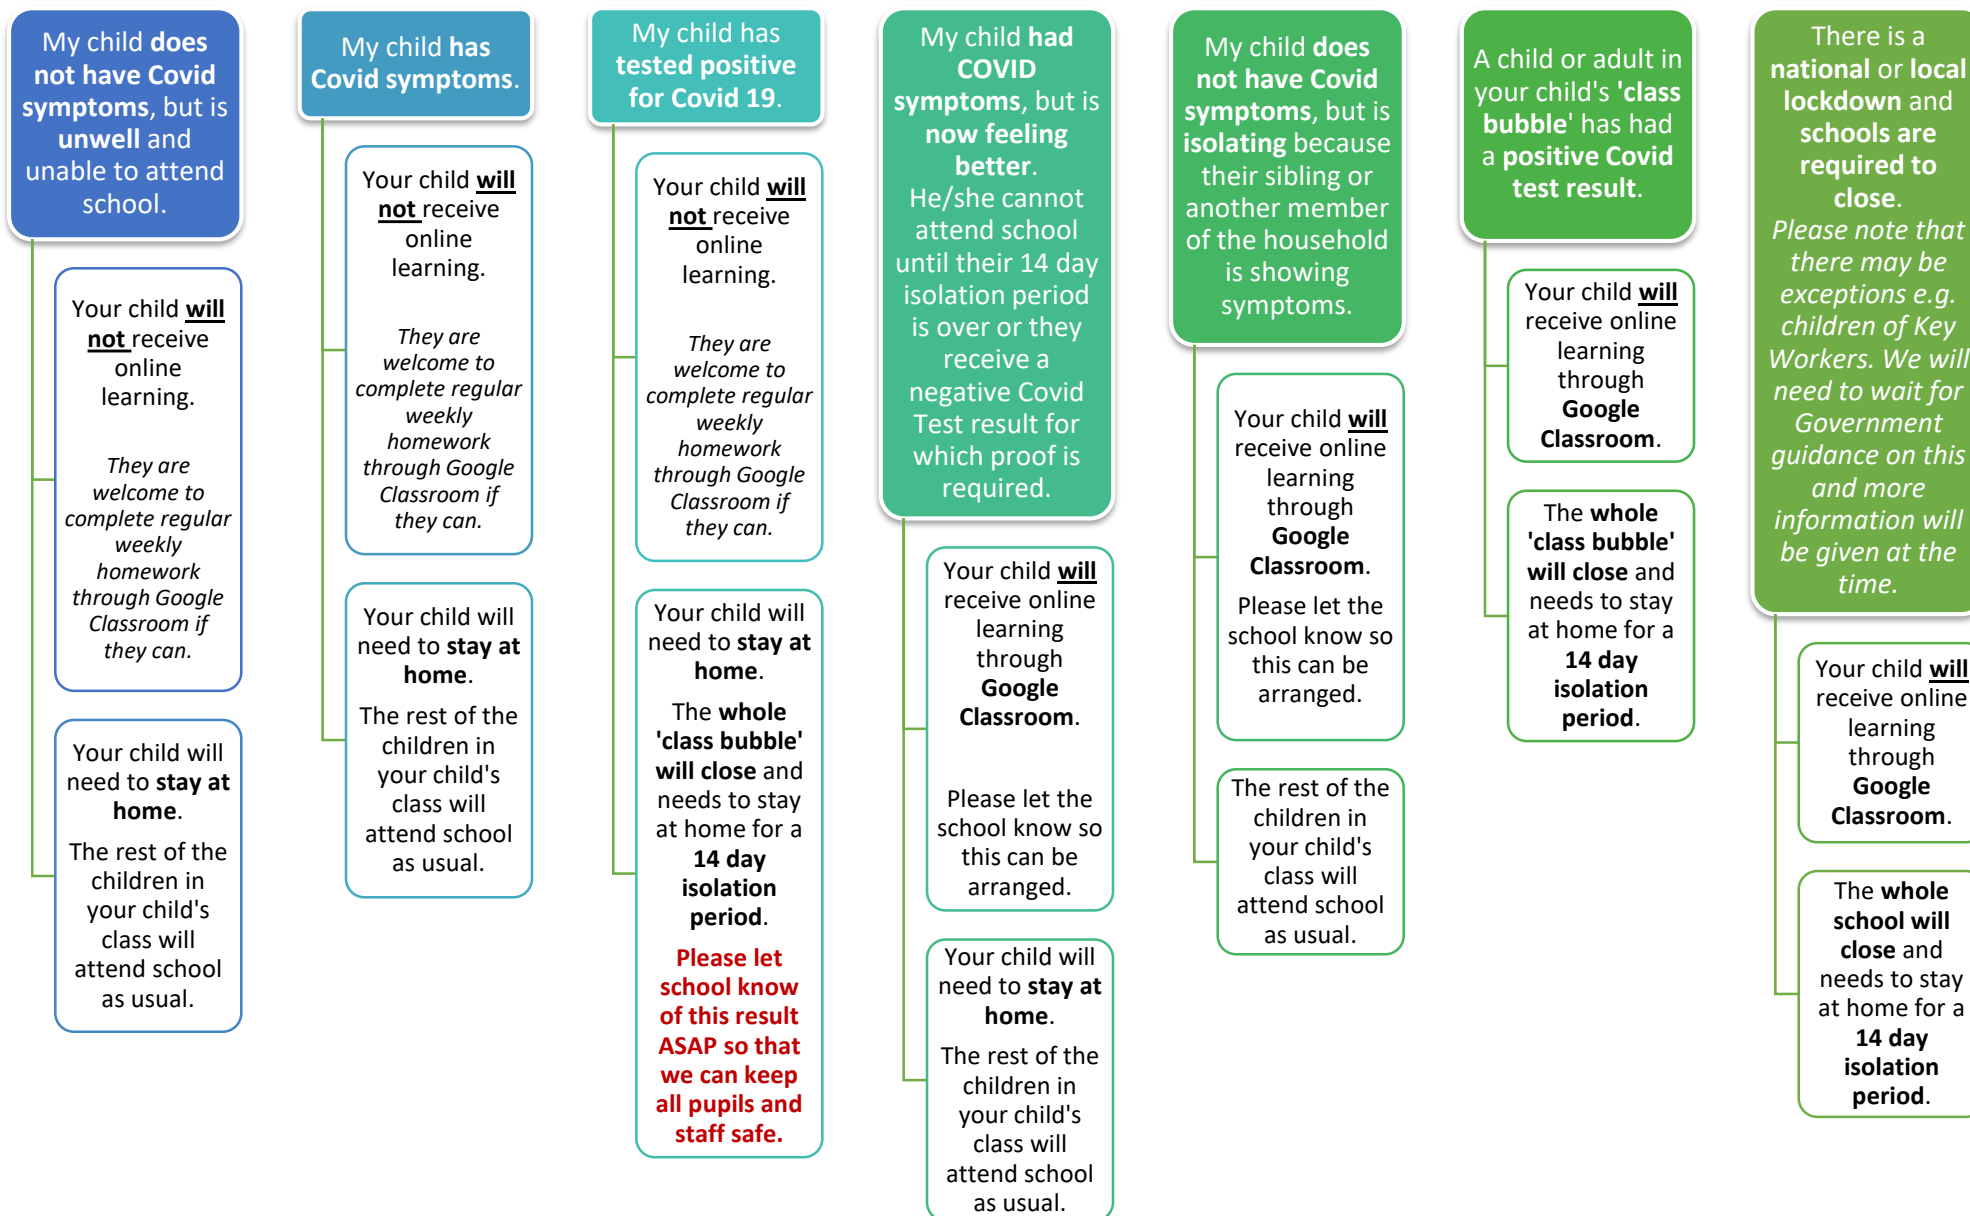 My child does
not have Covid
symptoms, but is
unwell and
unable to attend
school.
Your child will
not receive
online
learning.
They are
welcome to
complete regular
weekly
homework
through Google
Classroom if
they can.
Your child will
need to stay at
home.
The rest of the
children in
your child's
class will
attend school
as usual.
My child has
Covid symptoms.
Your child will
not receive
online
learning.
They are
welcome to
complete regular
weekly
homework
through Google
Classroom if
they can.
Your child will
need to stay at
home.
The rest of the
children in
your child's
class will
attend school
as usual.
My child has
tested positive
for Covid 19.
Your child will
not receive
online
learning.
They are
welcome to
complete regular
weekly
homework
through Google
Classroom if
they can.
Your child will
need to stay at
home.
The whole
'class bubble'
will close and
needs to stay
at home for a
14 day
isolation
period.
Please let
school know
of this result
ASAP so that
we can keep
all pupils and
staff safe.
My child had
COVID
symptoms, but is
now feeling
better.
He/she cannot
attend school
until their 14 day
isolation period
is over or they
receive a
negative Covid
Test result for
which proof is
required.
Your child will
receive online
learning
through
Google
Classroom.
Please let the
school know so
this can be
arranged.
Your child will
need to stay at
home.
The rest of the
children in
your child's
class will
attend school
as usual.
My child does
not have Covid
symptoms, but is
isolating because
their sibling or
another member
of the household
is showing
symptoms.
Your child will
receive online
learning
through
Google
Classroom.
Please let the
school know so
this can be
arranged.
The rest of the
children in
your child's
class will
attend school
as usual.
A child or adult in
your child's 'class
bubble' has had
a positive Covid
test result.
Your child will
receive online
learning
through
Google
Classroom.
The whole
'class bubble'
will close and
needs to stay
at home for a
14 day
isolation
period.
There is a
national or local
lockdown and
schools are
required to
close.
Please note that
there may be
exceptions e.g.
children of Key
Workers. We will
need to wait for
Government
guidance on this
and more
information will
be given at the
time.
Your child will
receive online
learning
through
Google
Classroom.
The whole
school will
close and
needs to stay
at home for a
14 day
isolation
period.